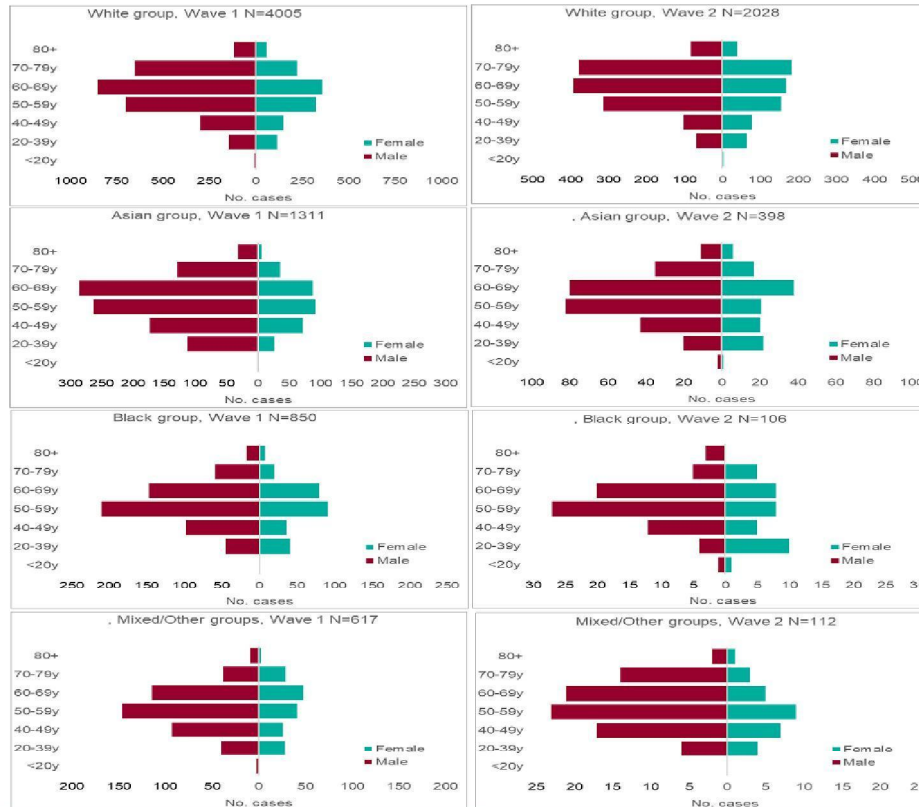 White group, Wave 1 N=4005
80+
70-79y
60-69y
50-59y
40-49y
20-39y
<20y
Female
Male
1000 750 500 250 0 250 500 750 1000
No. cases
White group, Wave 2 N=2028
80+
70-79y
60-69y
50-59y
40-49y
20-39y
<20y
Female
Male
500 400 300 200 100 0 100 200 300 400 500
No. cases
Asian group, Wave 1 N=1311
80+
70-79y
60-69y
50-59y
40-49y
20-39y
<20y
Female
Male
300 250 200 150 100 50 0 50 100 150 200 250 300
No. cases
, Asian group, Wave 2 N=398
80+
70-79y
60-69y
50-59y
40-49y
20-39y
<20y
Female
Male
100 80 60 40 20 0 20 40 60 80 100
No. cases
Black group, Wave 1 N=850
80+
70-79y
60-69y
50-59y
40-49y
20-39y
<20y
Female
Male
250 200 150 100 50 0 50 100 150 200 250
No. cases
, Black group, Wave 2 N=106
80+
70-79y
60-69y
50-59y
40-49y
20-39y
<20y
Female
Male
30 25 20 15 10 5 0 5 10 15 20 25 30
No. cases
, Mixed/Other groups, Wave 1 N=617
80+
70-79y
60-69y
50-59y
40-49y
20-39y
<20y
Female
Male
200 150 100 50 0 50 100 150 200
No. cases
Mixed/Other groups, Wave 2 N=112
80+
70-79y
60-69y
50-59y
40-49y
20-39y
<20y
Female
Male
25 20 15 10 5 0 5 10 15 20 25
No. cases